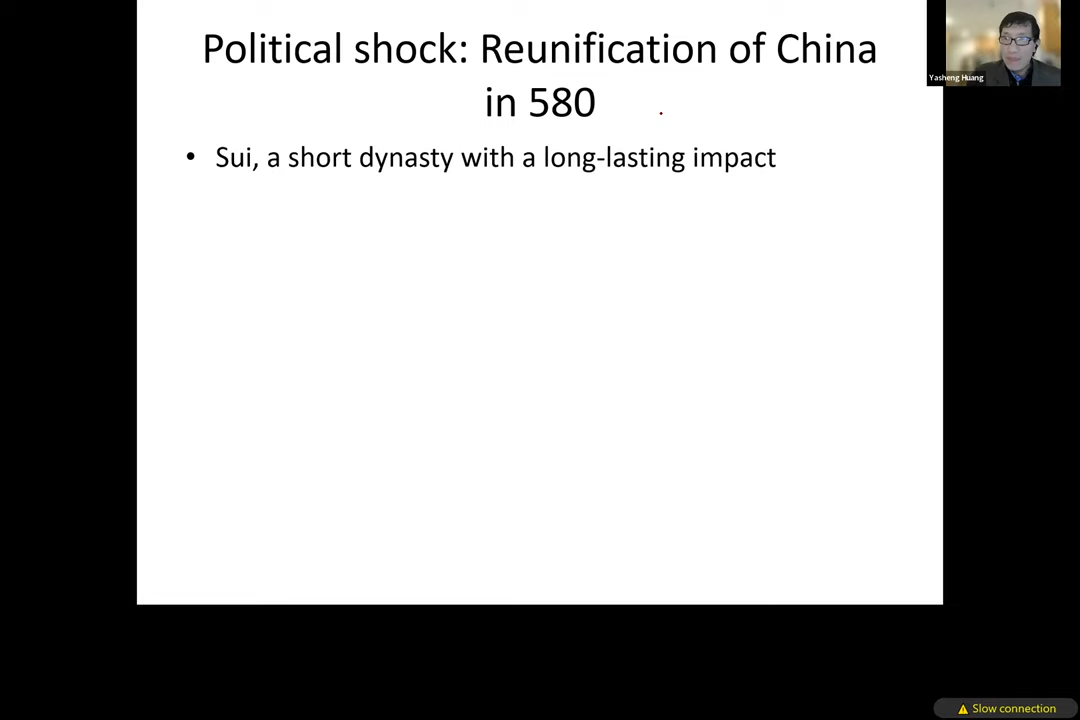 Political shock: Reunification of China
in 580
• Sui, a short dynasty with a long-lasting impact
Yasheng Huang
Slow connection